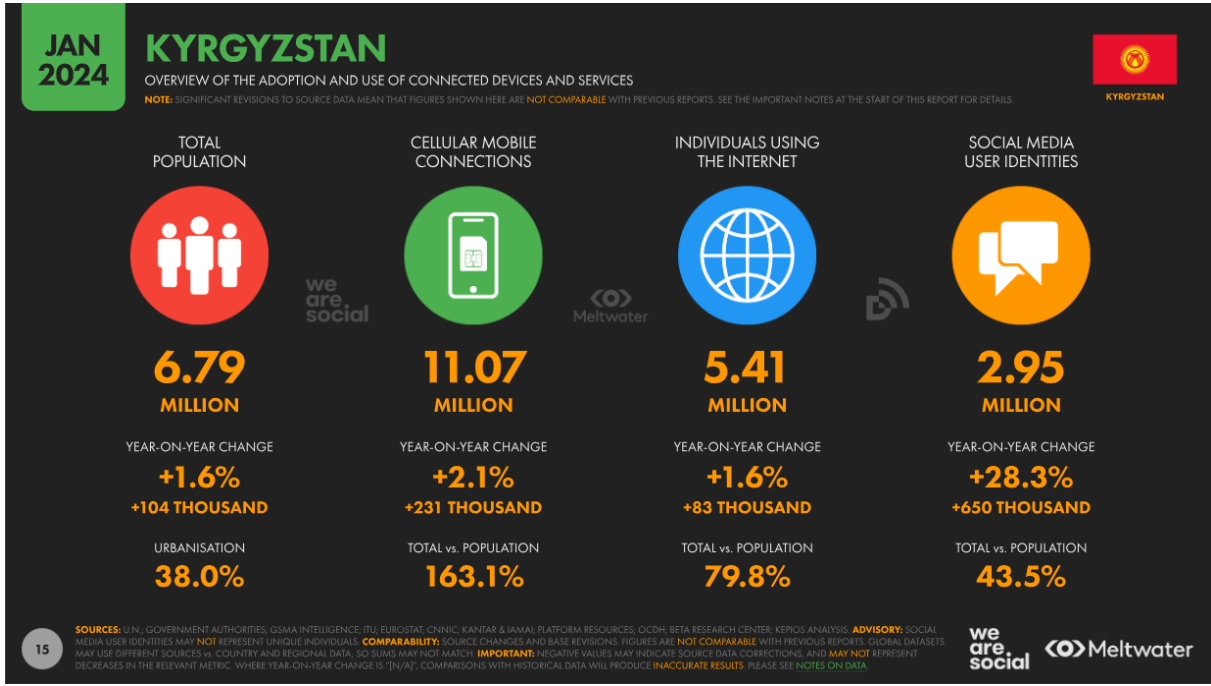 JAN
2024
KYRGYZSTAN
OVERVIEW OF THE ADOPTION AND USE OF CONNECTED DEVICES AND SERVICES
NOTE: SIGNIFICANT REVISIONS TO SOURCE DATA MEAN THAT FIGURES SHOWN HERE ARE NOT COMPARABLE WITH PREVIOUS REPORTS. SEE THE IMPORTANT NOTES AT THE START OF THIS REPORT FOR DETAILS.
KYRGYZSTAN
TOTAL
POPULATION
6.79
MILLION
YEAR-ON-YEAR CHANGE
+1.6%
+104 THOUSAND
URBANISATION
38.0%
CELLULAR MOBILE
CONNECTIONS
11.07
MILLION
YEAR-ON-YEAR CHANGE
+2.1%
+231 THOUSAND
TOTAL vs. POPULATION
163.1%
INDIVIDUALS USING
THE INTERNET
5.41
MILLION
YEAR-ON-YEAR CHANGE
+1.6%
+83 THOUSAND
TOTAL vs. POPULATION
79.8%
SOCIAL MEDIA
USER IDENTITIES
2.95
MILLION
YEAR-ON-YEAR CHANGE
+28.3%
+650 THOUSAND
TOTAL vs. POPULATION
43.5%
we
are
social
Meltwater
15
SOURCES: U.N.; GOVERNMENT AUTHORITIES; GSMA INTELLIGENCE; ITU; EUROSTAT; CNNIC; KANTAR & IAMAI; PLATFORM RESOURCES; OCDH; BETA RESEARCH CENTER; KEPIOS ANALYSIS. ADVISORY: SOCIAL
MEDIA USER IDENTITIES MAY NOT REPRESENT UNIQUE INDIVIDUALS. COMPARABILITY: SOURCE CHANGES AND BASE REVISIONS. FIGURES ARE NOT COMPARABLE WITH PREVIOUS REPORTS. GLOBAL DATASETS
MAY USE DIFFERENT SOURCES vs. COUNTRY AND REGIONAL DATA, SO SUMS MAY NOT MATCH. IMPORTANT: NEGATIVE VALUES MAY INDICATE SOURCE DATA CORRECTIONS, AND MAY NOT REPRESENT
DECREASES IN THE RELEVANT METRIC. WHERE YEAR-ON-YEAR CHANGE IS "[N/A]", COMPARISONS WITH HISTORICAL DATA WILL PRODUCE INACCURATE RESULTS. PLEASE SEE NOTES ON DATA.
we
are
social
Meltwater